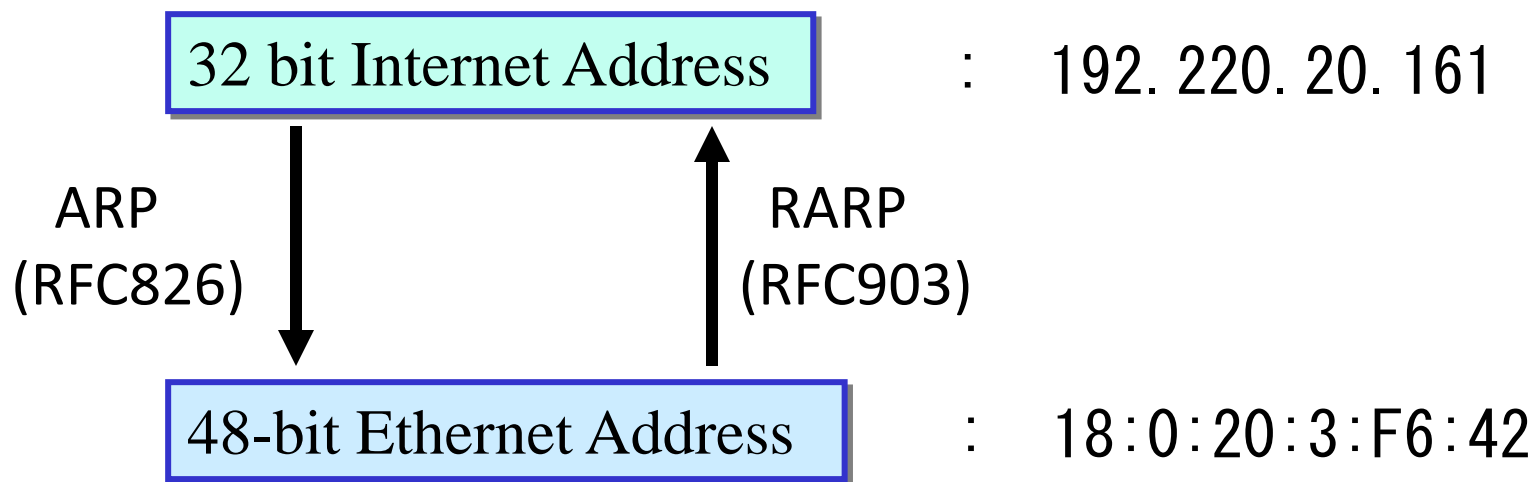 32 bit Internet Address : 192.220.20.161
ARP RARP
(RFC826) (RFC903)
48-bit Ethernet Address : 18:0:20:3:F6:42